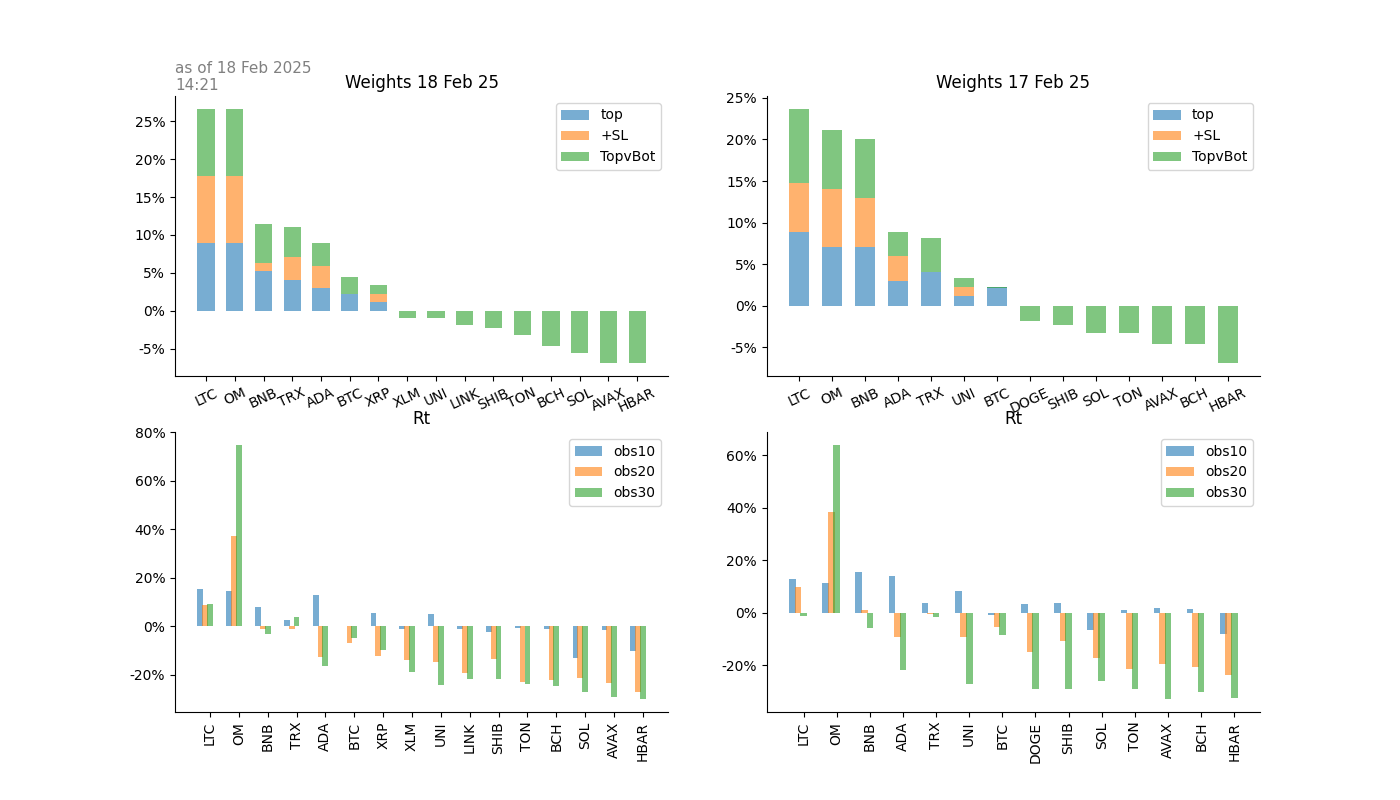 as of 18 Feb 2025
14:21
Weights 18 Feb 25
25%
20%
15%
10%
5%
0%
-5%
top
+SL
TopvBot
LTC OM BNB TRX ADA BTC XRP XLM UNI LINK SHIB TON BCH SOL AVAX HBAR
Weights 17 Feb 25
25%
20%
15%
10%
5%
0%
-5%
top
+SL
TopvBot
LTC OM BNB ADA TRX UNI BTC DOGE SHIB SOL TON AVAX BCH HBAR
Rt
80%
60%
40%
20%
0%
-20%
obs10
obs20
obs30
LTC OM BNB TRX ADA BTC XRP XLM UNI LINK SHIB TON BCH SOL AVAX HBAR
Rt
60%
40%
20%
0%
-20%
obs10
obs20
obs30
LTC OM BNB ADA TRX UNI BTC DOGE SHIB SOL TON AVAX BCH HBAR